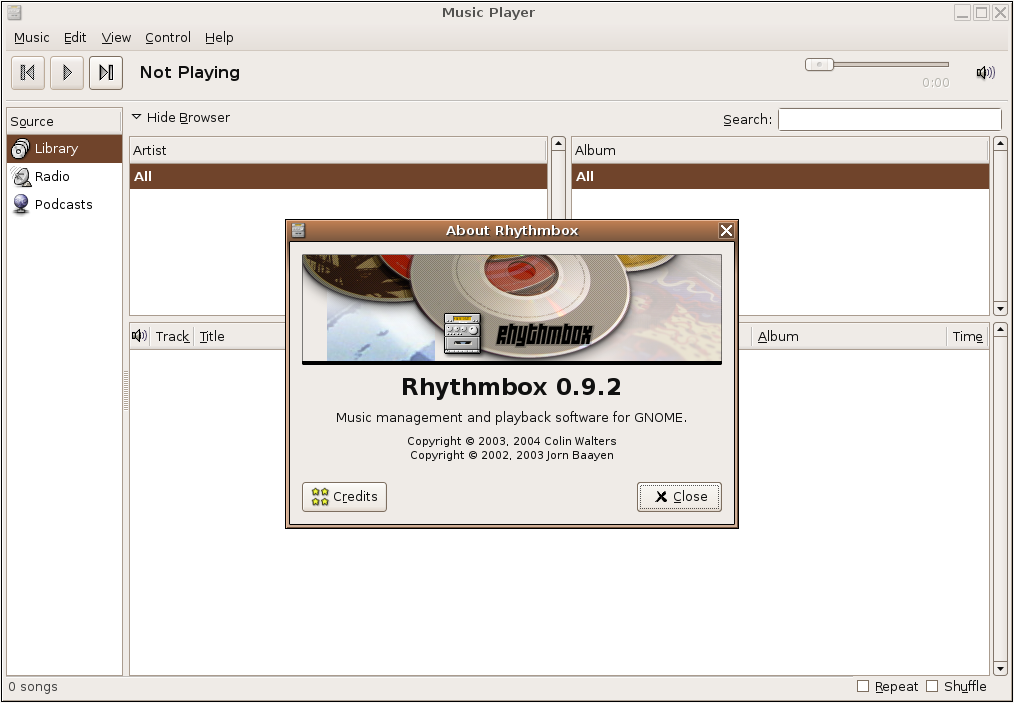 Music Player
Music Edit View Control Help
Not Playing
0:00
Source
Hide Browser
Search:
Library
Radio
Podcasts
Artist
Album
All
All
Track Title
Album
Time
About Rhythmbox
Rhythmbox
Rhythmbox 0.9.2
Music management and playback software for GNOME.
Copyright © 2003, 2004 Colin Walters
Copyright © 2002, 2003 Jorn Baayen
Credits
Close
0 songs
Repeat
Shuffle